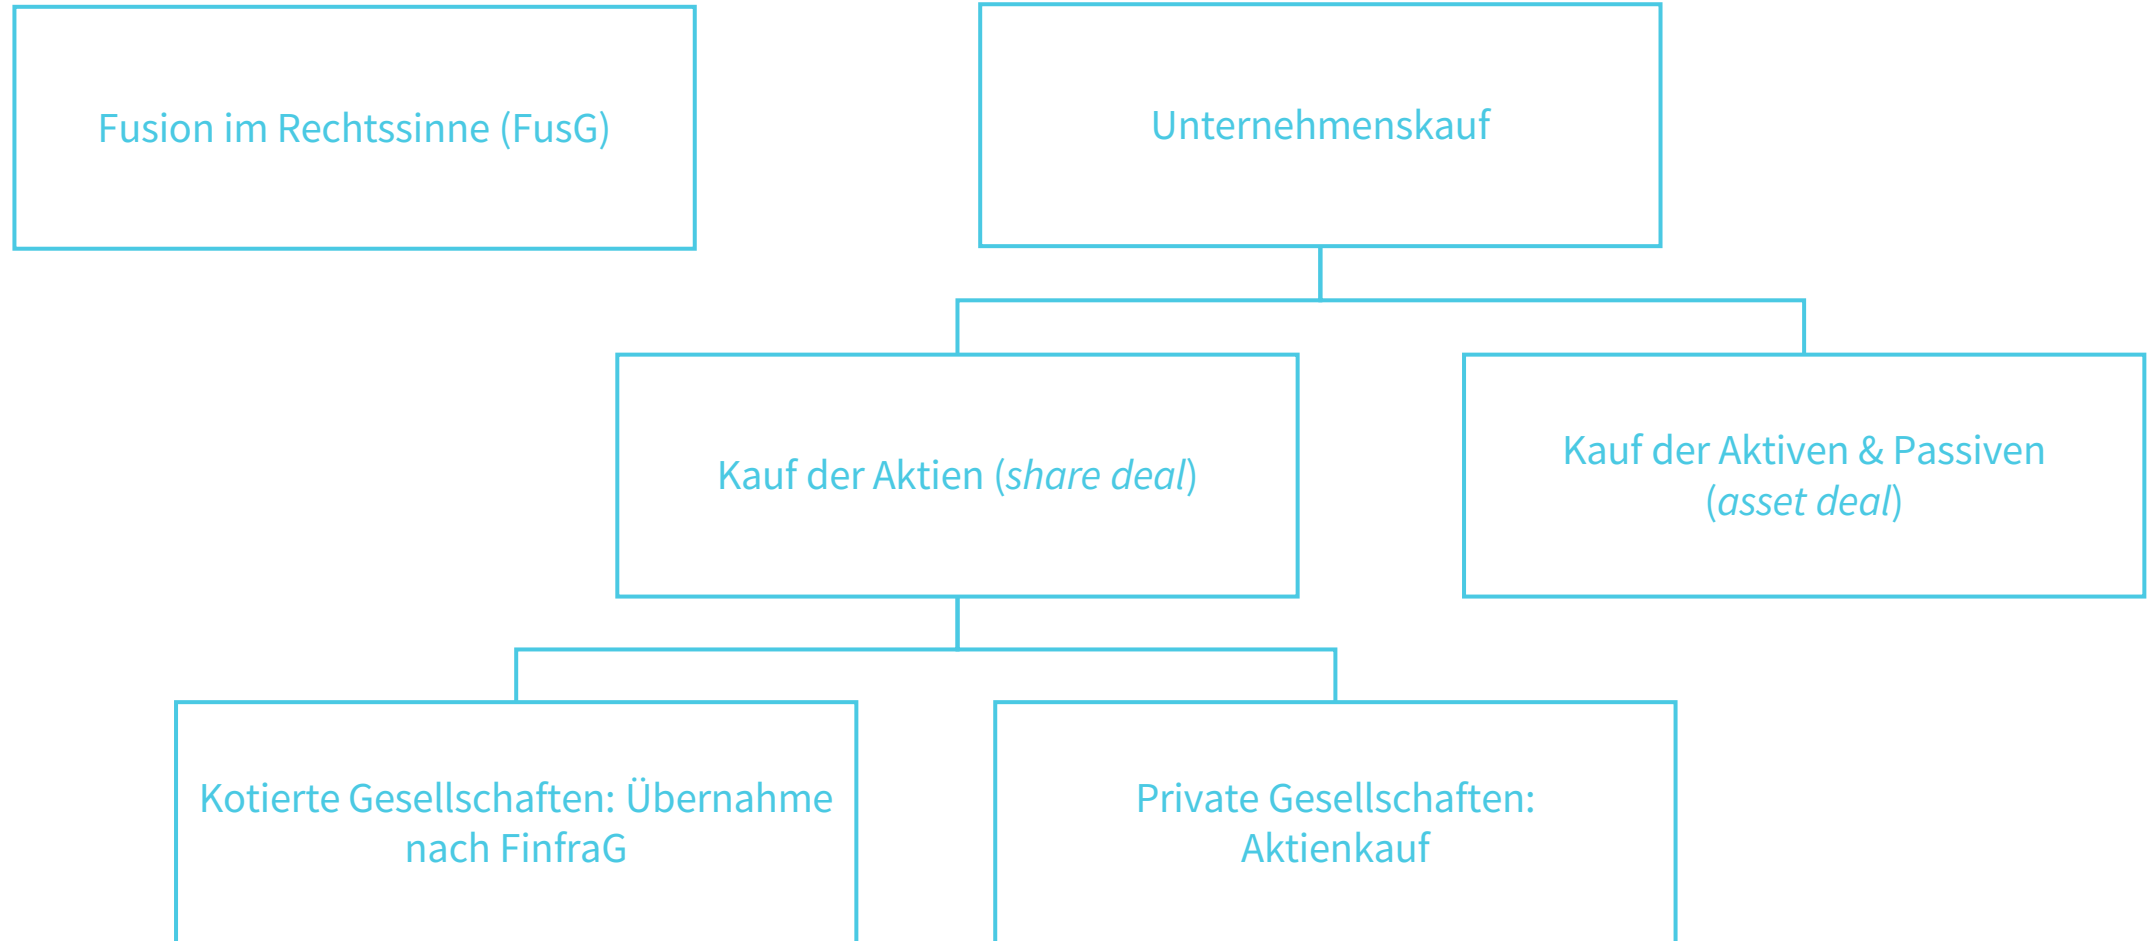 Fusion im Rechtssinne (FusG)
Unternehmenskauf
Kauf der Aktien (share deal)
Kauf der Aktiven & Passiven
(asset deal)
Kotierte Gesellschaften: Übernahme
nach FinfraG
Private Gesellschaften:
Aktienkauf